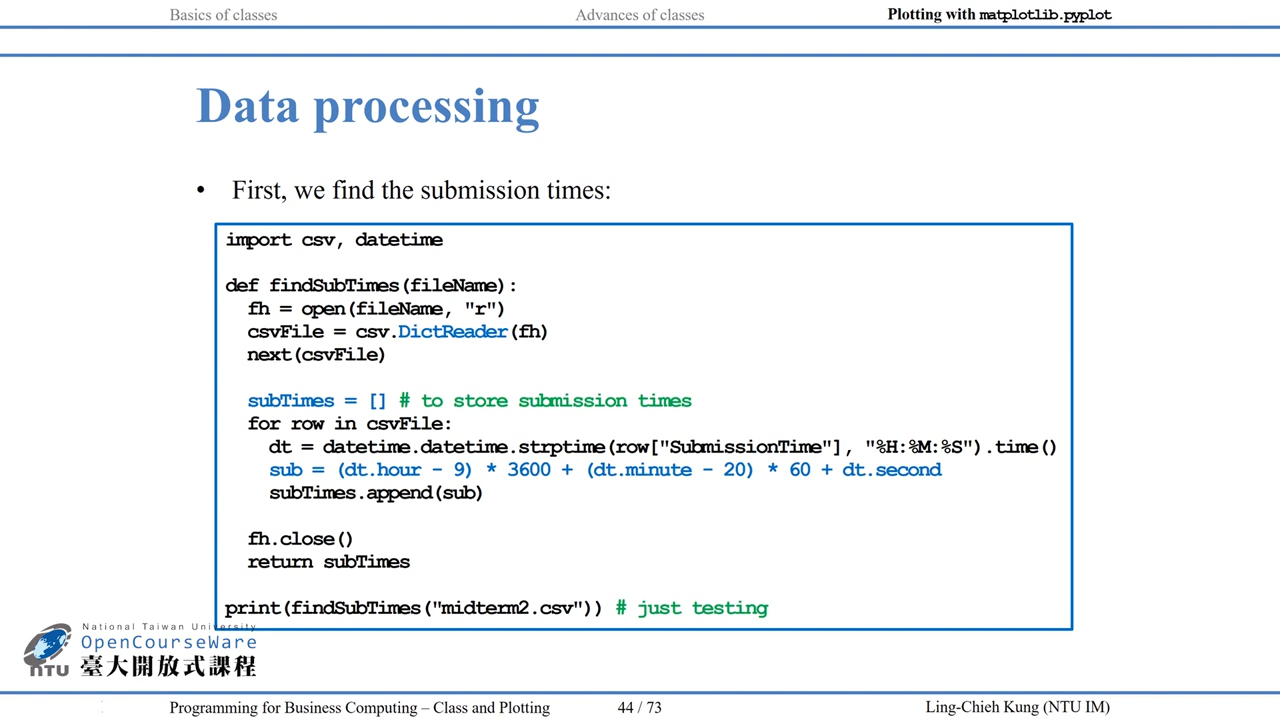 Basics of classes
Advances of classes
Plotting with matplotlib.pyplot
Data processing
• First, we find the submission times:
import csv, datetime
def findSubTimes(fileName):
  fh = open(fileName, "r")
  csvFile = csv.DictReader(fh)
  next(csvFile)
  subTimes = [] # to store submission times
  for row in csvFile:
    dt = datetime.datetime.strptime(row["SubmissionTime"], "%H:%M:%S").time()
    sub = (dt.hour - 9) * 3600 + (dt.minute - 20) * 60 + dt.second
    subTimes.append(sub)
  fh.close()
  return subTimes
print(findSubTimes("midterm2.csv")) # just testing
National Taiwan University
OpenCourseWare
NTU 臺大開放式課程
Programming for Business Computing – Class and Plotting
44 / 73
Ling-Chieh Kung (NTU IM)